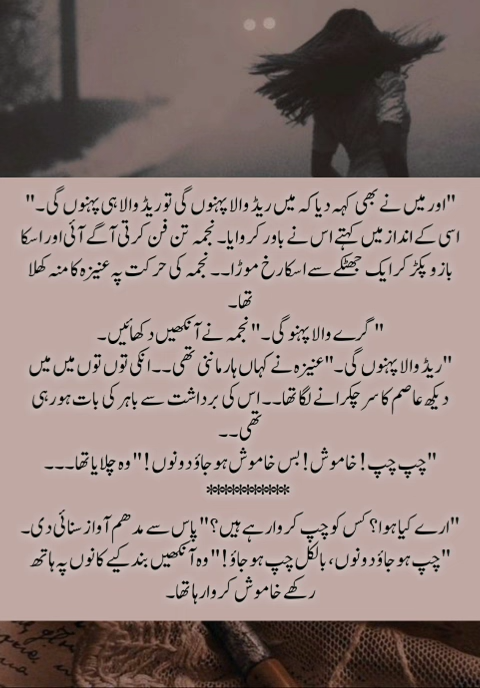 "اور میں نے بھی کہہ دیا کہ میں ریڈ والا پہنوں گی تو ریڈ والا ہی پہنوں گی۔"
اسی کے انداز میں کہتے اس نے باور کروایا۔ نجمہ تن فن کرتی آگے آئی اور اسکا
بازو پکڑ کر ایک جھٹکے سے اسکا رخ موڑا۔۔ نجمہ کی حرکت پہ عنیزہ کا منہ کھلا
تھا۔
"گرے والا پہنو گی۔" نجمہ نے آنکھیں دکھائیں۔
"ریڈ والا پہنوں گی۔" عنیزہ نے کہاں ہار ماننی تھی۔۔ انکی توں توں میں میں
دیکھ عاصم کا سر چکرانے لگا تھا۔۔ اس کی برداشت سے باہر کی بات ہو رہی
تھی۔۔
"چپ چپ! خاموش! بس خاموش ہو جاؤ دونوں!" وہ چلایا تھا۔۔۔
**********
"ارے کیا ہوا؟ کس کو چپ کروا رہے ہیں؟" پاس سے مدھم آواز سنائی دی۔
"چپ ہو جاؤ دونوں، بالکل چپ ہو جاؤ!" وہ آنکھیں بند کیے کانوں پہ ہاتھ
رکھے خاموش کروا رہا تھا۔